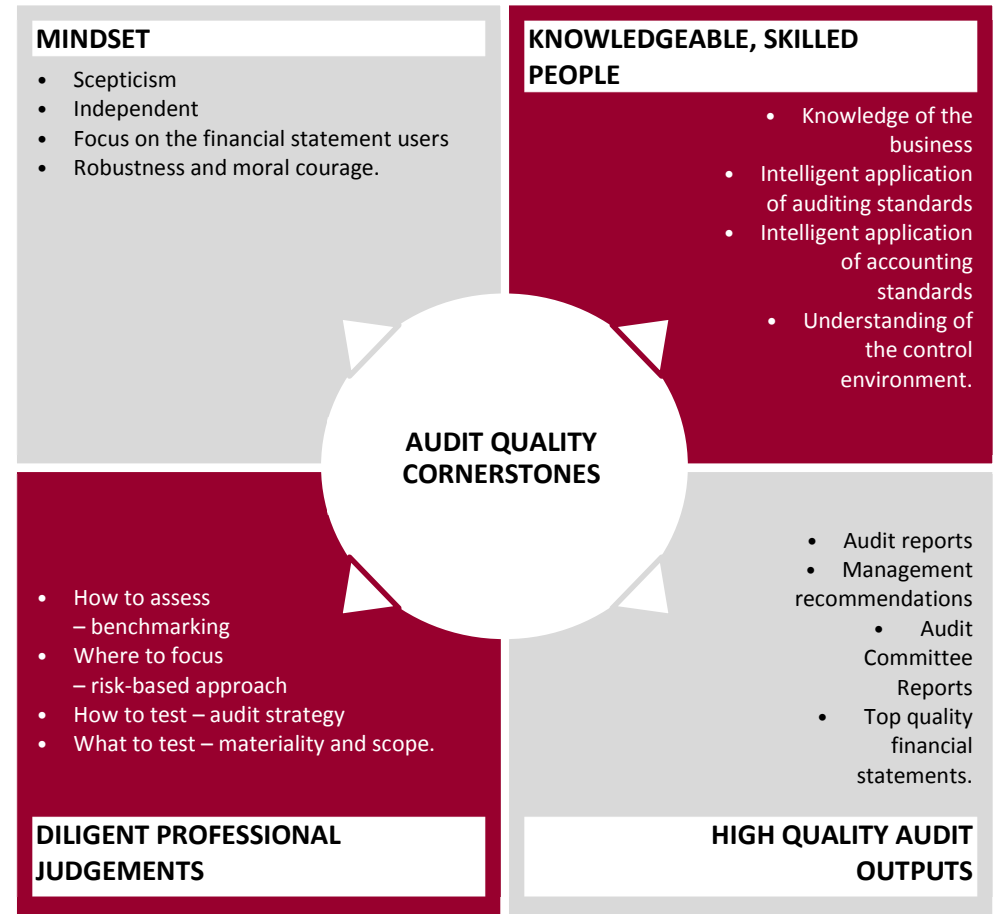 MINDSET
• Scepticism
• Independent
• Focus on the financial statement users
• Robustness and moral courage.
KNOWLEDGEABLE, SKILLED
PEOPLE
• Knowledge of the
business
• Intelligent application
of auditing standards
• Intelligent application
of accounting
standards
• Understanding of
the control
environment.
AUDIT QUALITY
CORNERSTONES
• How to assess
– benchmarking
• Where to focus
– risk-based approach
• How to test – audit strategy
• What to test – materiality and scope.
DILIGENT PROFESSIONAL
JUDGEMENTS
• Audit reports
• Management
recommendations
• Audit
Committee
Reports
• Top quality
financial
statements.
HIGH QUALITY AUDIT
OUTPUTS